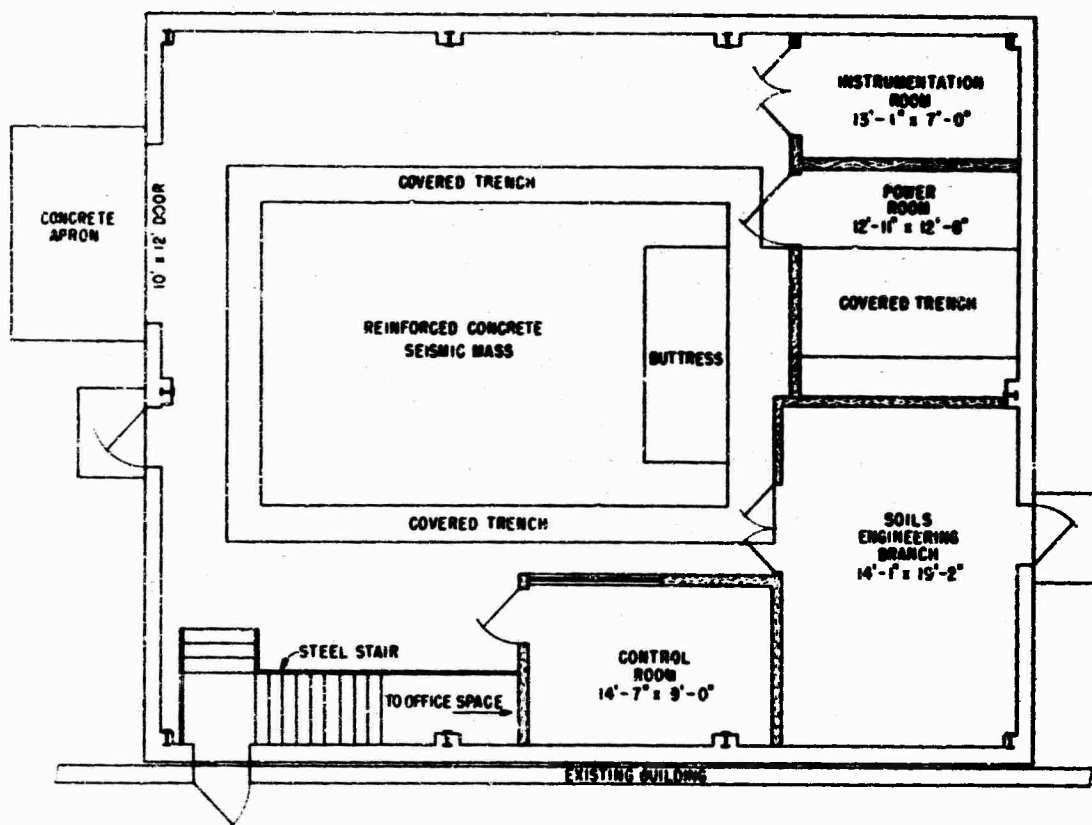 INSTRUMENTATION
ROOM
13'-1" x 7'-0"
COVERED TRENCH
POWER
ROOM
12'-11" x 12'-8"
CONCRETE
APRON
10' x 12' DOOR
COVERED TRENCH
REINFORCED CONCRETE
SEISMIC MASS
BUTTRESS
COVERED TRENCH
SOILS
ENGINEERING
BRANCH
14'-1" x 19'-2"
STEEL STAIR
CONTROL
ROOM
14'-7" x 9'-0"
TO OFFICE SPACE
EXISTING BUILDING